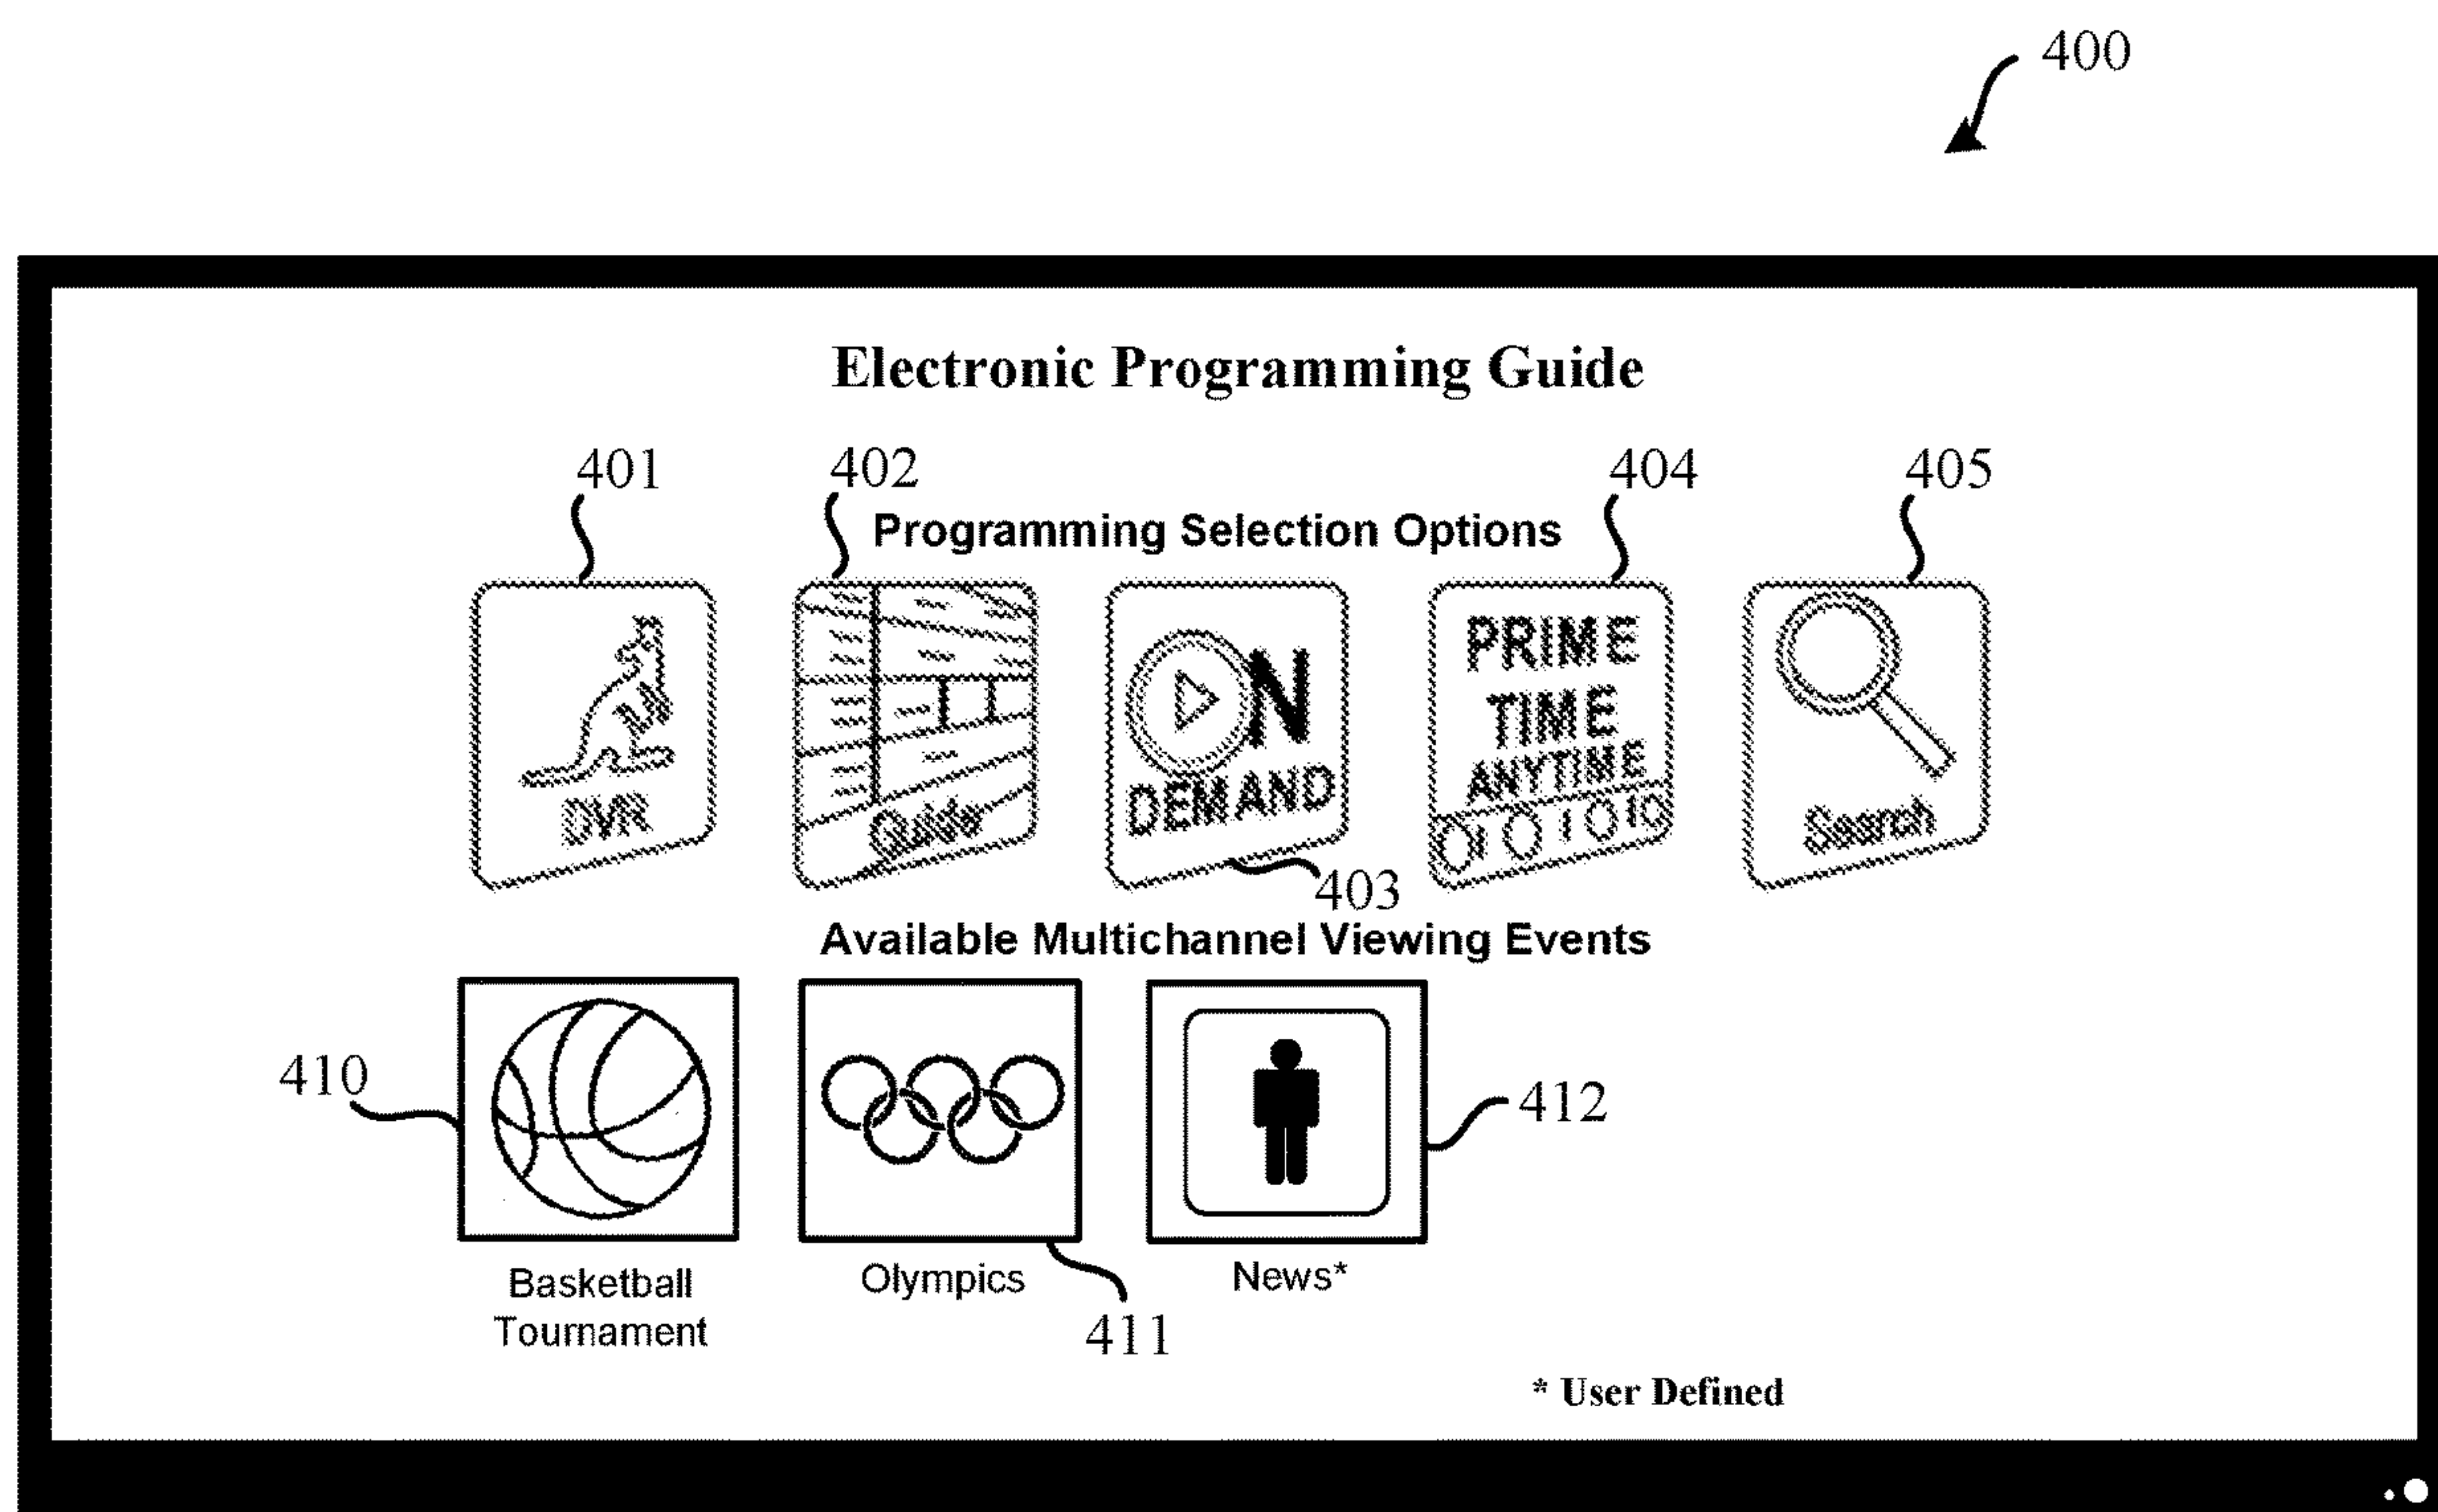 400
Electronic Programming Guide
401
402
404
405
Programming Selection Options
DVR
Guide
ON
DEMAND
PRIME
TIME
ANYTIME
Search
403
Available Multichannel Viewing Events
410
412
Basketball
Tournament
Olympics
News*
411
* User Defined